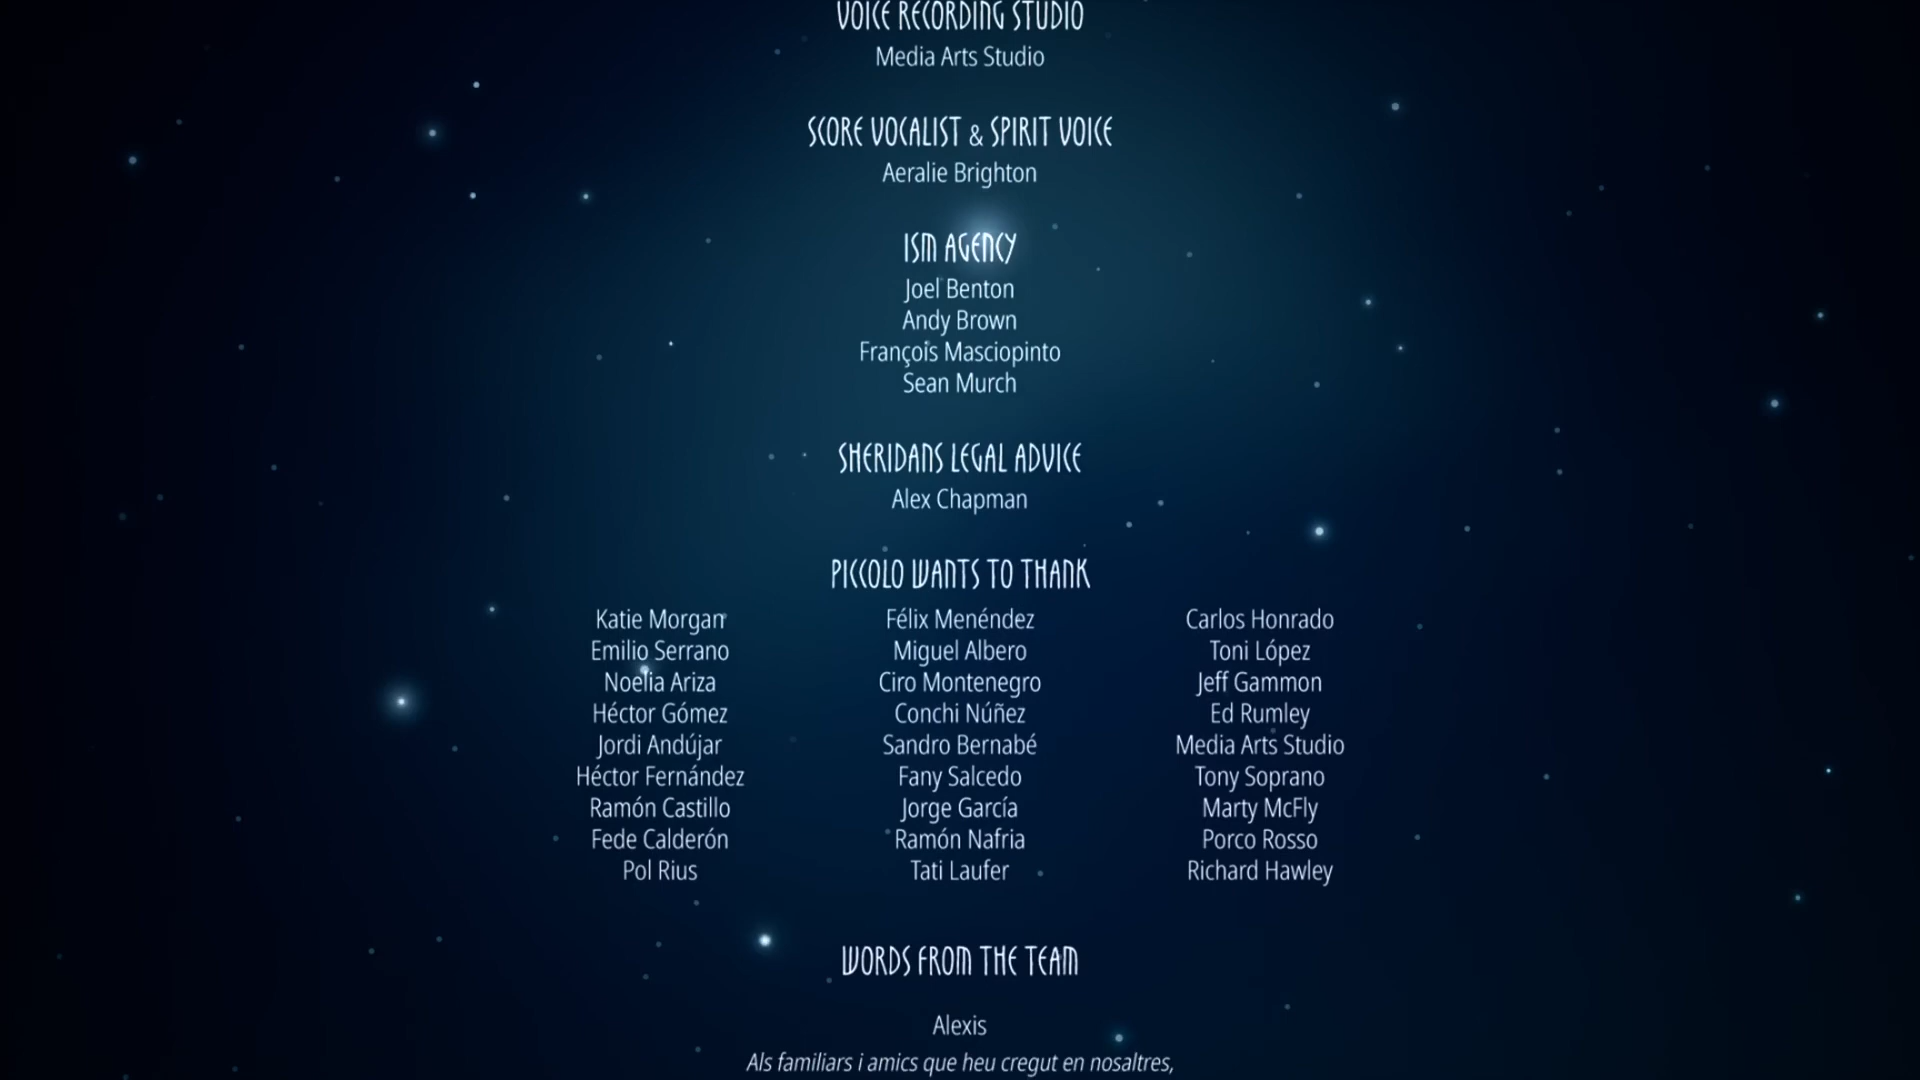 VOICE RECORDING STUDIO
Media Arts Studio
SCORE VOCALIST & SPIRIT VOICE
Aeralie Brighton
ISM AGENCY
Joel Benton
Andy Brown
François Masciopinto
Sean Murch
SHERIDANS LEGAL ADVICE
Alex Chapman
PICCOLO WANTS TO THANK
Katie Morgan Félix Menéndez Carlos Honrado
Emilio Serrano Miguel Albero Toni López
Noelia Ariza Ciro Montenegro Jeff Gammon
Héctor Gómez Conchi Núñez Ed Rumley
Jordi Andújar Sandro Bernabé Media Arts Studio
Héctor Fernández Fany Salcedo Tony Soprano
Ramón Castillo Jorge García Marty McFly
Fede Calderón Ramón Nafria Porco Rosso
Pol Rius Tati Laufer Richard Hawley
WORDS FROM THE TEAM
Alexis
Als familiars i amics que heu cregut en nosaltres,